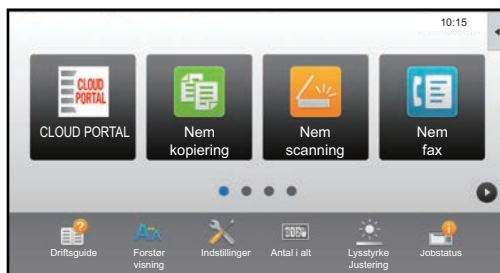 10:15
CLOUD
PORTAL
CLOUD PORTAL
Nem
kopiering
Nem
scanning
Nem
fax
Driftsguide
Forstør
visning
Indstillinger
Antal i alt
Lysstyrke
Justering
Jobstatus